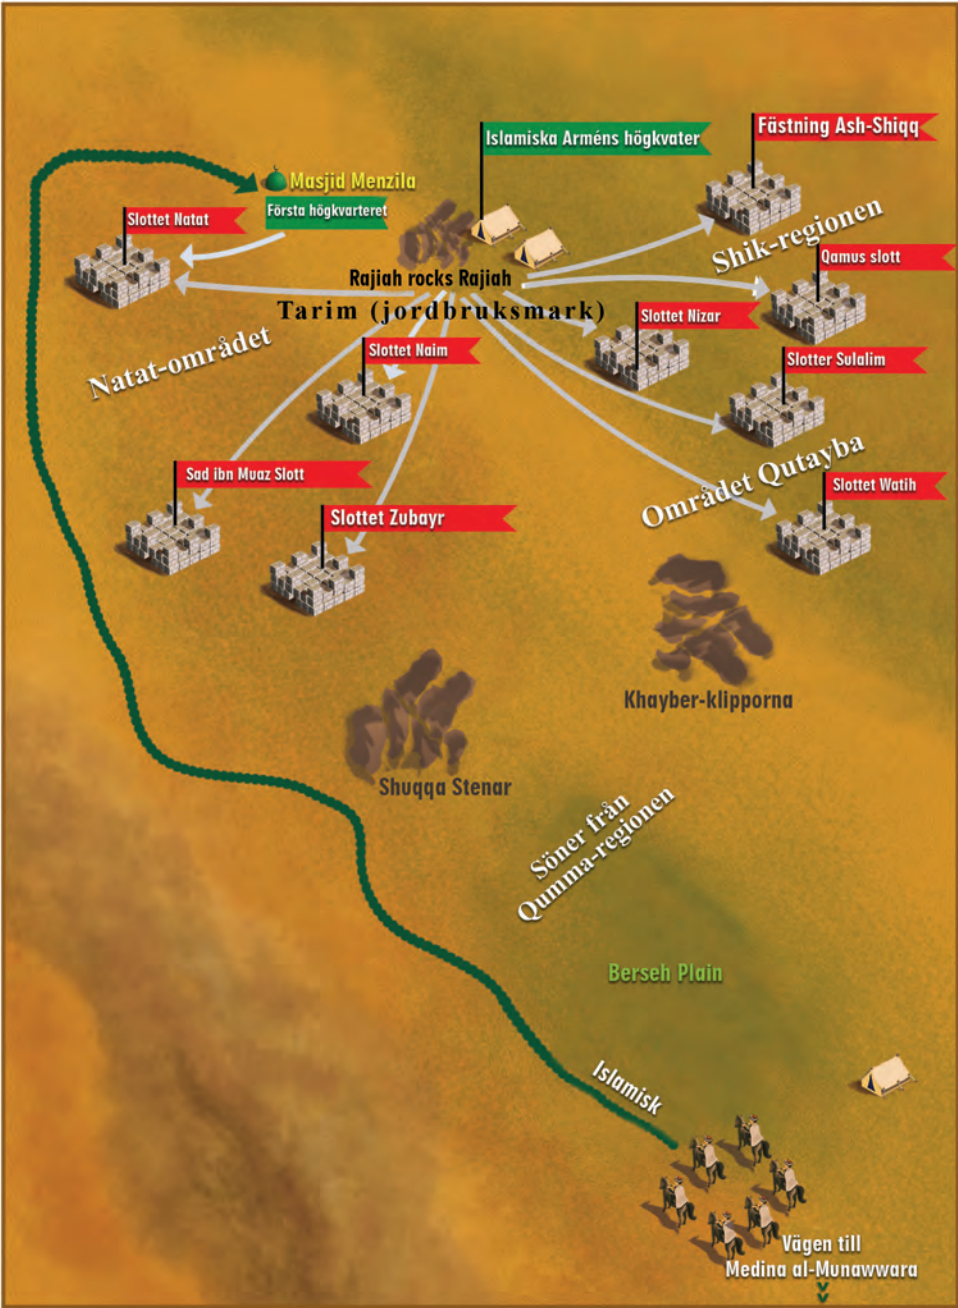 Fästning Ash-Shiqq
Islamiska Arméns högkvater
Masjid Menzila
Första högkvarteret
Slottet Natat
Shik-regionen
Qamus slott
Rajiah rocks Rajiah
Tarim (jordbruksmark)
Slottet Nizar
Natat-området
Slottet Naim
Slotter Sulalim
Området Qutayba
Sad ibn Muaz Slott
Slottet Watih
Slottet Zubayr
Khayber-klipporna
Shuqqa Stenar
Söner från
Qumma-regionen
Berseh Plain
Islamisk
Vägen till
Medina al-Munawwara